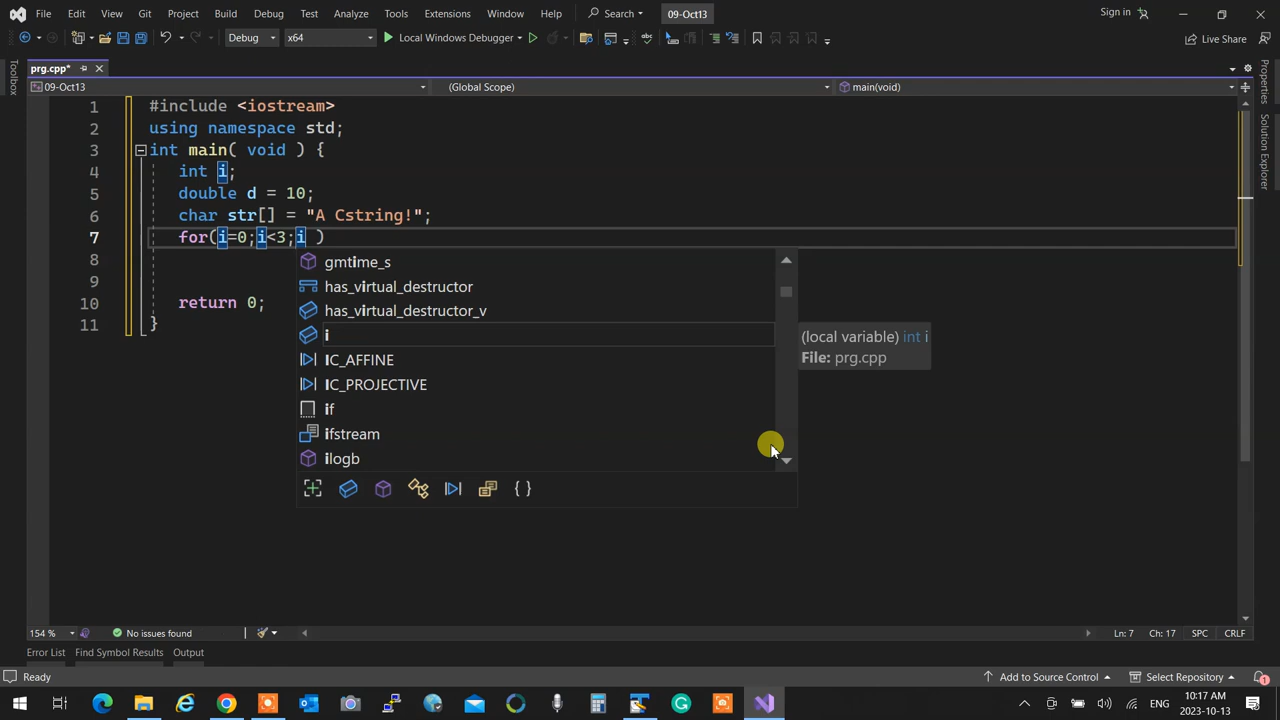 File Edit View Git Project Build Debug Test Analyze Tools Extensions Window Help Search 09-Oct13 Sign in
Debug x64 Local Windows Debugger Live Share
prg.cpp*
09-Oct13 (Global Scope) main(void)
Toolbox
Properties
Solution Explorer
1 #include <iostream>
2 using namespace std;
3 int main( void ) {
4 int i;
5 double d = 10;
6 char str[] = "A Cstring!";
7 for(i=0;i<3;i )
8
9
10 return 0;
11 }
gmtime_s
has_virtual_destructor
has_virtual_destructor_v
i
IC_AFFINE
IC_PROJECTIVE
if
ifstream
ilogb
{ }
(local variable) int i
File: prg.cpp
154 % No issues found Ln: 7 Ch: 17 SPC CRLF
Error List Find Symbol Results Output
Ready Add to Source Control Select Repository 1
ENG 10:17 AM
2023-10-13